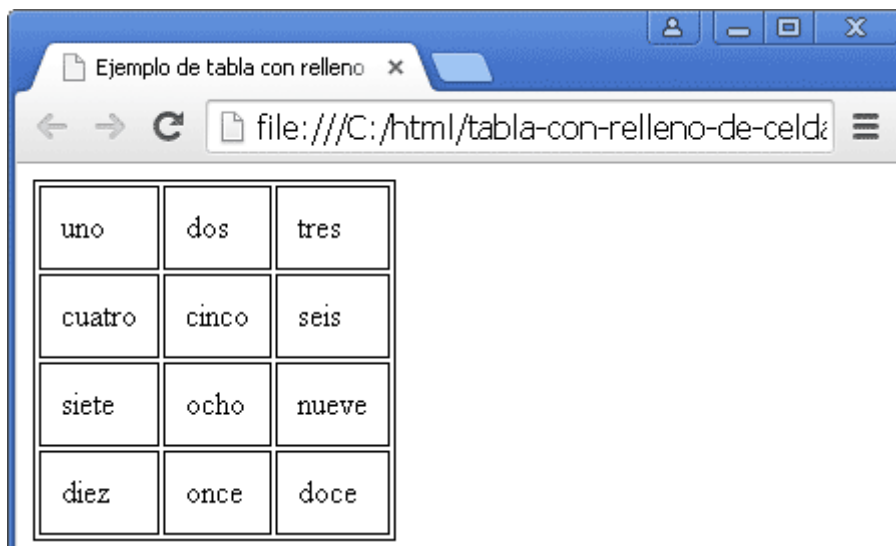 Ejemplo de tabla con relleno
file:///C:/html/tabla-con-relleno-de-celda
uno dos tres
cuatro cinco seis
siete ocho nueve
diez once doce